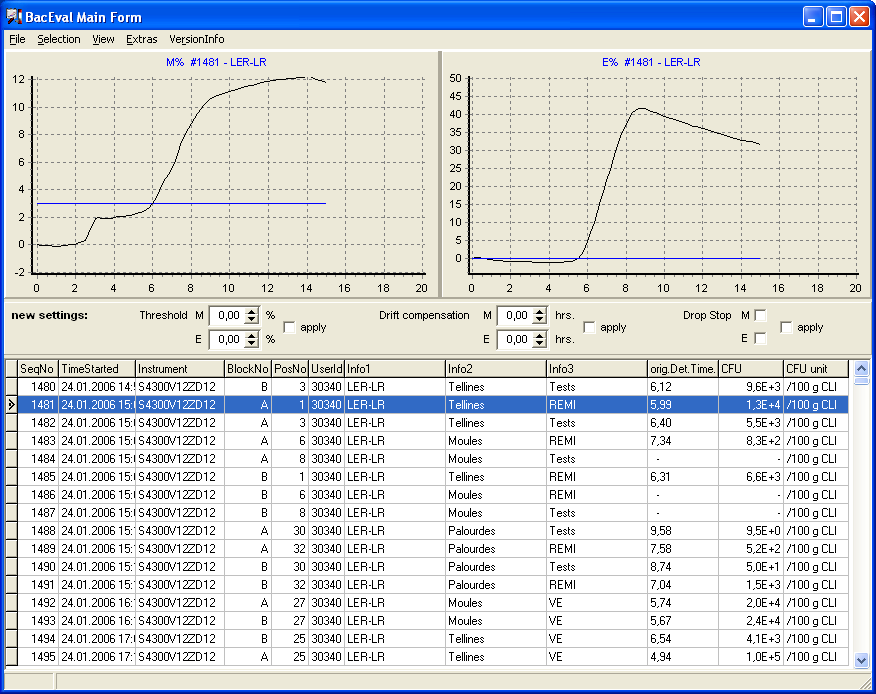 BacEval Main Form
File Selection View Extras VersionInfo
M% #1481 - LER-LR
12
10
8
6
4
2
0
-2
0 2 4 6 8 10 12 14 16 18 20
E% #1481 - LER-LR
50
45
40
35
30
25
20
15
10
5
0
0 2 4 6 8 10 12 14 16 18 20
new settings: Threshold M 0,00 % apply Drift compensation M 0,00 hrs. apply Drop Stop M apply
E 0,00 % E 0,00 hrs. E
SeqNo TimeStarted Instrument BlockNo PosNo UserId Info1 Info2 Info3 orig.Det.Time. CFU CFU unit
1480 24.01.2006 14:5 S4300V12ZD12 B 3 30340 LER-LR Tellines Tests 6,12 9,6E+3 /100 g CLI
1481 24.01.2006 15:0 S4300V12ZD12 A 1 30340 LER-LR Tellines REMI 5,99 1,3E+4 /100 g CLI
1482 24.01.2006 15:0 S4300V12ZD12 A 3 30340 LER-LR Tellines Tests 6,40 5,5E+3 /100 g CLI
1483 24.01.2006 15:0 S4300V12ZD12 A 6 30340 LER-LR Moules REMI 7,34 8,3E+2 /100 g CLI
1484 24.01.2006 15:0 S4300V12ZD12 A 8 30340 LER-LR Moules Tests - - /100 g CLI
1485 24.01.2006 15:0 S4300V12ZD12 B 1 30340 LER-LR Tellines REMI 6,31 6,6E+3 /100 g CLI
1486 24.01.2006 15:0 S4300V12ZD12 B 6 30340 LER-LR Moules REMI - - /100 g CLI
1487 24.01.2006 15:0 S4300V12ZD12 B 8 30340 LER-LR Moules Tests - - /100 g CLI
1488 24.01.2006 15: S4300V12ZD12 A 30 30340 LER-LR Palourdes Tests 9,58 9,5E+0 /100 g CLI
1489 24.01.2006 15: S4300V12ZD12 A 32 30340 LER-LR Palourdes REMI 7,58 5,2E+2 /100 g CLI
1490 24.01.2006 15: S4300V12ZD12 B 30 30340 LER-LR Palourdes Tests 8,74 5,0E+1 /100 g CLI
1491 24.01.2006 15: S4300V12ZD12 B 32 30340 LER-LR Palourdes REMI 7,04 1,5E+3 /100 g CLI
1492 24.01.2006 16: S4300V12ZD12 A 27 30340 LER-LR Moules VE 5,74 2,0E+4 /100 g CLI
1493 24.01.2006 16: S4300V12ZD12 B 27 30340 LER-LR Moules VE 5,67 2,4E+4 /100 g CLI
1494 24.01.2006 17:0 S4300V12ZD12 B 25 30340 LER-LR Tellines VE 6,54 4,1E+3 /100 g CLI
1495 24.01.2006 17: S4300V12ZD12 A 25 30340 LER-LR Tellines VE 4,94 1,0E+5 /100 g CLI